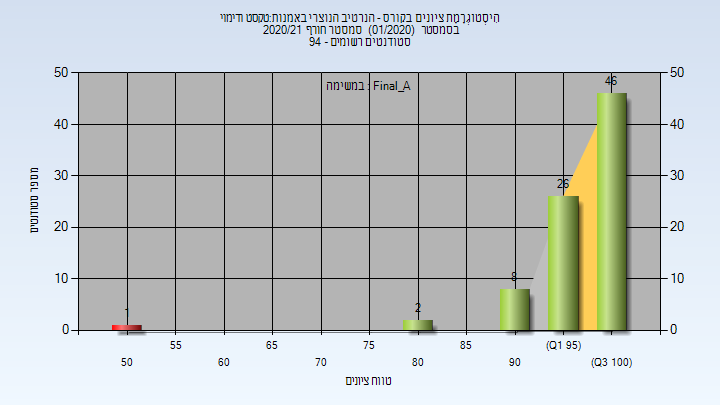 הִיסְטוֹגְרַמַת ציונים בקורס - הנרטיב הנוצרי באמנות:טקסט ודימוי
בסמסטר (01/2020) סמסטר חורף 2020/21
סטודנטים רשומים - 94
במשימה : Final_A
50 50
40 40
30 30
20 20
10 10
0 0
1 2 8 26 46
מספר סטודנטים
55 65 75 85 (Q1 95)
50 60 70 80 90 (Q3 100)
טווח ציונים